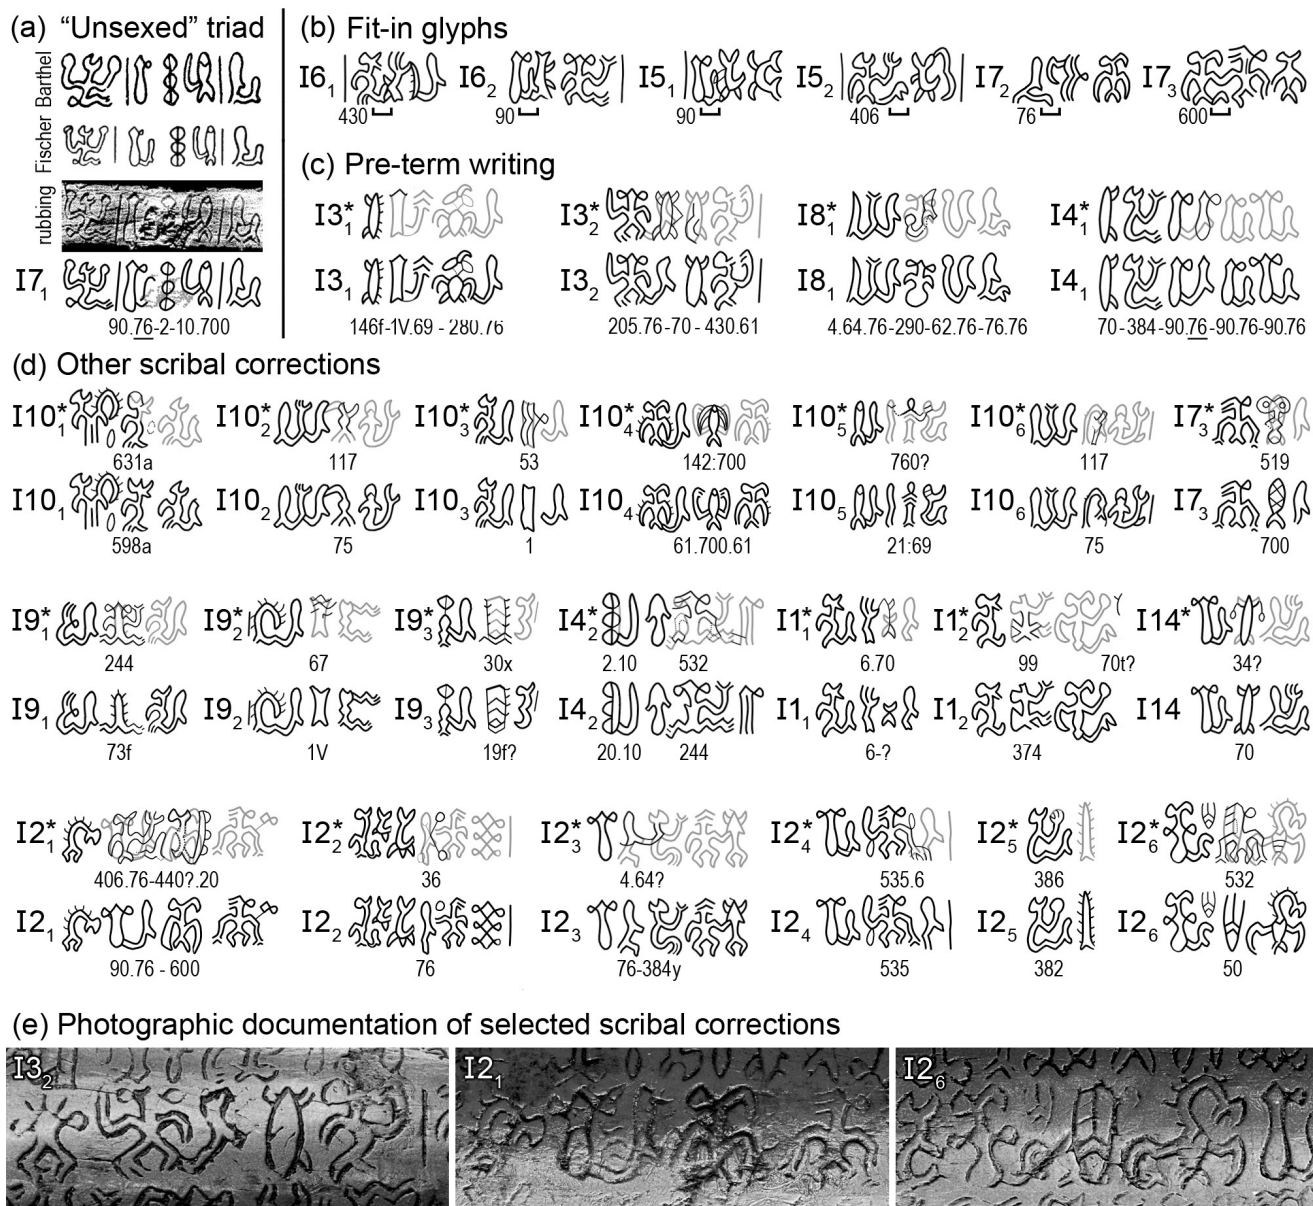 (a) “Unsexed” triad
Barthel
Fischer
rubbing
I7₁
90.76-2-10.700
(b) Fit-in glyphs
I6₁ I6₂ I5₁ I5₂ I7₂ I7₃
430 90 90 406 76 600
(c) Pre-term writing
I3*₁ I3*₂ I8*₁ I4*₁
I3₁ I3₂ I8₁ I4₁
146f-1V.69 - 280.76 205.76-70 - 430.61 4.64.76-290-62.76-76.76 70-384-90.76-90.76-90.76
(d) Other scribal corrections
I10*₁ I10*₂ I10*₃ I10*₄ I10*₅ I10*₆ I7*₃
631a 117 53 142:700 760? 117 519
I10₁ I10₂ I10₃ I10₄ I10₅ I10₆ I7₃
598a 75 1 61.700.61 21:69 75 700
I9*₁ I9*₂ I9*₃ I4*₂ I1*₁ I1*₂ I14*
244 67 30x 2.10 532 6.70 99 70t? 34?
I9₁ I9₂ I9₃ I4₂ I1₁ I1₂ I14
73f 1V 19f? 20.10 244 6-? 374 70
I2*₁ I2*₂ I2*₃ I2*₄ I2*₅ I2*₆
406.76-440?.20 36 4.64? 535.6 386 532
I2₁ I2₂ I2₃ I2₄ I2₅ I2₆
90.76 - 600 76 76-384y 535 382 50
(e) Photographic documentation of selected scribal corrections
I3₂ I2₁ I2₆